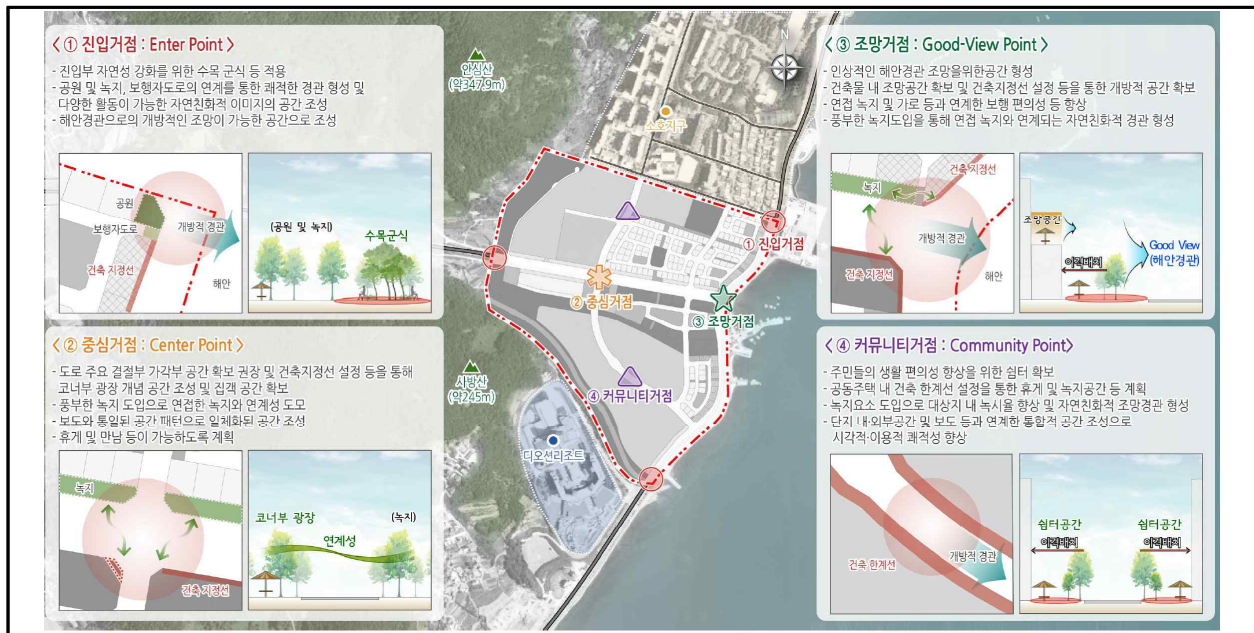 < ① 진입거점 : Enter Point >
- 진입부 자연성 강화를 위한 수목 군식 등 적용
- 공원 및 녹지, 보행자도로의 연계를 통한 쾌적한 경관 형성 및
다양한 활동이 가능한 자연친화적 이미지의 공간 조성
- 해안경관으로의 개방적인 조망이 가능한 공간으로 조성
공원
보행자도로
개방적 경관
건축 지정선
해안
(공원 및 녹지)
수목군식
< ② 중심거점 : Center Point >
- 도로 주요 결절부 가각부 공간 확보 권장 및 건축지정선 설정 등을 통해
코너부 광장 개념 공간 조성 및 집객 공간 확보
- 풍부한 녹지 도입으로 연접한 녹지와 연계성 도모
- 보도와 통일된 공간 패턴으로 일체화된 공간 조성
- 휴게 및 만남 등이 가능하도록 계획
녹지
건축 지정선
코너부 광장
(녹지)
연계성
안심산
(약347.9m)
N
소호지구
① 진입거점
② 중심거점
③ 조망거점
사방산
(약245m)
④ 커뮤니티거점
디오션리조트
< ③ 조망거점 : Good-View Point >
- 인상적인 해안경관 조망을위한공간 형성
- 건축물 내 조망공간 확보 및 건축지정선 설정 등을 통한 개방적 공간 확보
- 연접 녹지 및 가로 등과 연계한 보행 편의성 등 향상
- 풍부한 녹지도입을 통해 연접 녹지와 연계되는 자연친화적 경관 형성
건축 지정선
녹지
개방적 경관
건축 지정선
해안
조망공간
이격배치
Good View
(해안경관)
< ④ 커뮤니티거점 : Community Point>
- 주민들의 생활 편의성 향상을 위한 쉼터 확보
- 공동주택 내 건축 한계선 설정을 통한 휴게 및 녹지공간 등 계획
- 녹지요소 도입으로 대상지 내 녹시율 향상 및 자연친화적 조망경관 형성
- 단지 내·외부공간 및 보도 등과 연계한 통합적 공간 조성으로
시각적·이용적 쾌적성 향상
건축 한계선
개방적 경관
쉼터공간
이격배치
쉼터공간
이격배치